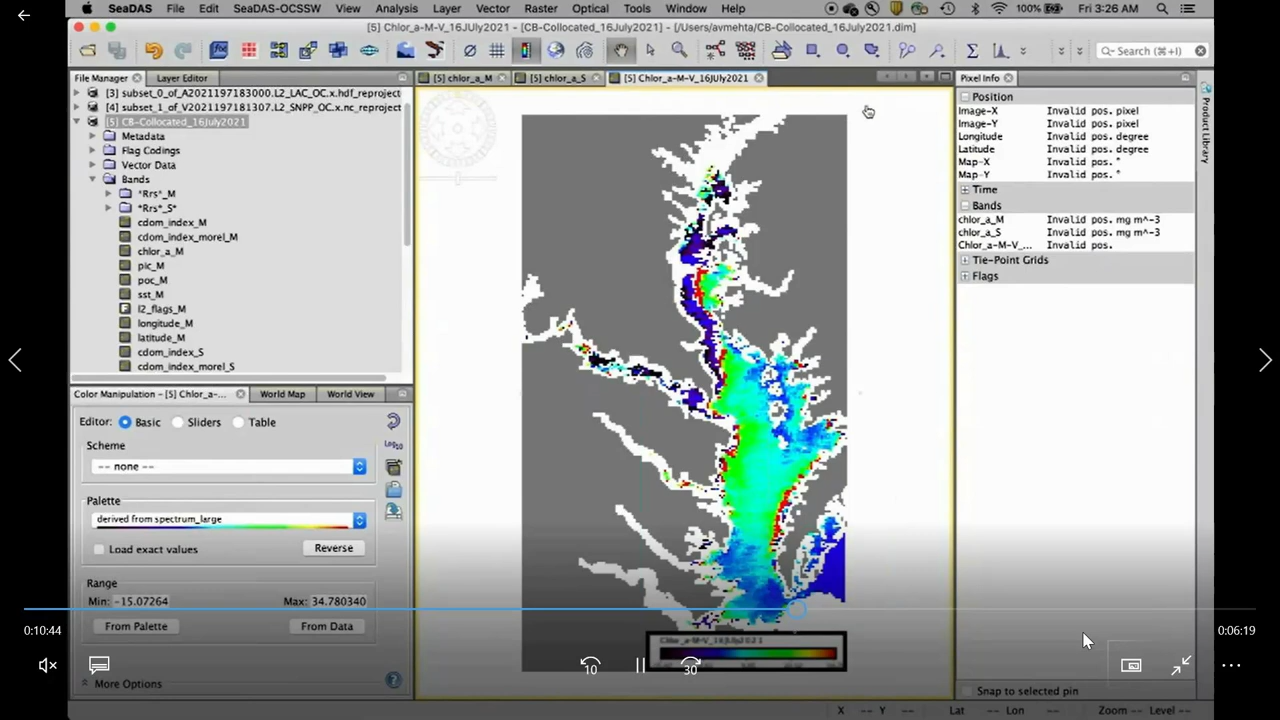 SeaDAS File Edit SeaDAS-OCSSW View Analysis Layer Vector Raster Optical Tools Window Help 100% Fri 3:26 AM
[5] Chlor_a-M-V_16JUly2021 - [CB-Collocated_16July2021] - [/Users/avmehta/CB-Collocated_16July2021.dim]
Search (⌘+I)
File Manager Layer Editor
[3] subset_0_of_A2021197183000.L2_LAC_OC.x.hdf_reproject
[4] subset_1_of_V2021197181307.L2_SNPP_OC.x.nc_reproject
[5] CB-Collocated_16July2021
Metadata
Flag Codings
Vector Data
Bands
*Rrs*_M
*Rrs*_S*
cdom_index_M
cdom_index_morel_M
chlor_a_M
pic_M
poc_M
sst_M
l2_flags_M
longitude_M
latitude_M
cdom_index_S
cdom_index_morel_S
[5] chlor_a_M [5] chlor_a_S [5] Chlor_a-M-V_16JUly2021
Chlor_a-M-V_16JUly2021
Pixel Info
Position
Image-X Invalid pos. pixel
Image-Y Invalid pos. pixel
Longitude Invalid pos. degree
Latitude Invalid pos. degree
Map-X Invalid pos. °
Map-Y Invalid pos. °
Time
Bands
chlor_a_M Invalid pos. mg m^-3
chlor_a_S Invalid pos. mg m^-3
Chlor_a-M-V_... Invalid pos.
Tie-Point Grids
Flags
Snap to selected pin
Product Library
Color Manipulation - [5] Chlor_a-... World Map World View
Editor: Basic Sliders Table
Log10
Scheme
-- none --
Palette
derived from spectrum_large
Load exact values Reverse
Range
Min: -15.07264 Max: 34.780340
From Palette From Data
More Options
X -- Y -- Lat -- Lon -- Zoom -- Level --
0:10:44 0:06:19
10 30